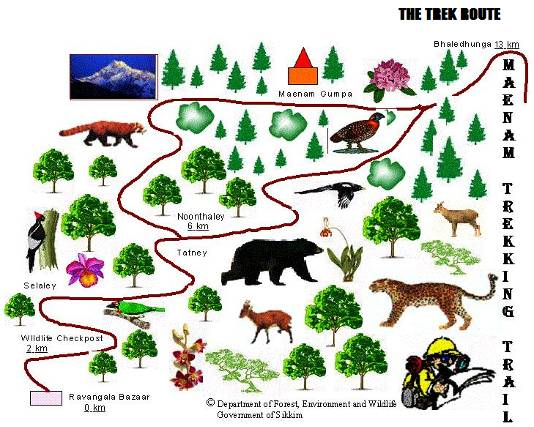 THE TREK ROUTE
Bhaledhunga 13 km
Maenam Gumpa
MAENAM TREKKING TRAIL
Noonthaley
6 km
Tatney
Selaley
Wildlife Checkpost
2 km
Ravangala Bazaar
0 km
© Department of Forest, Environment and Wildlife
Government of Sikkim